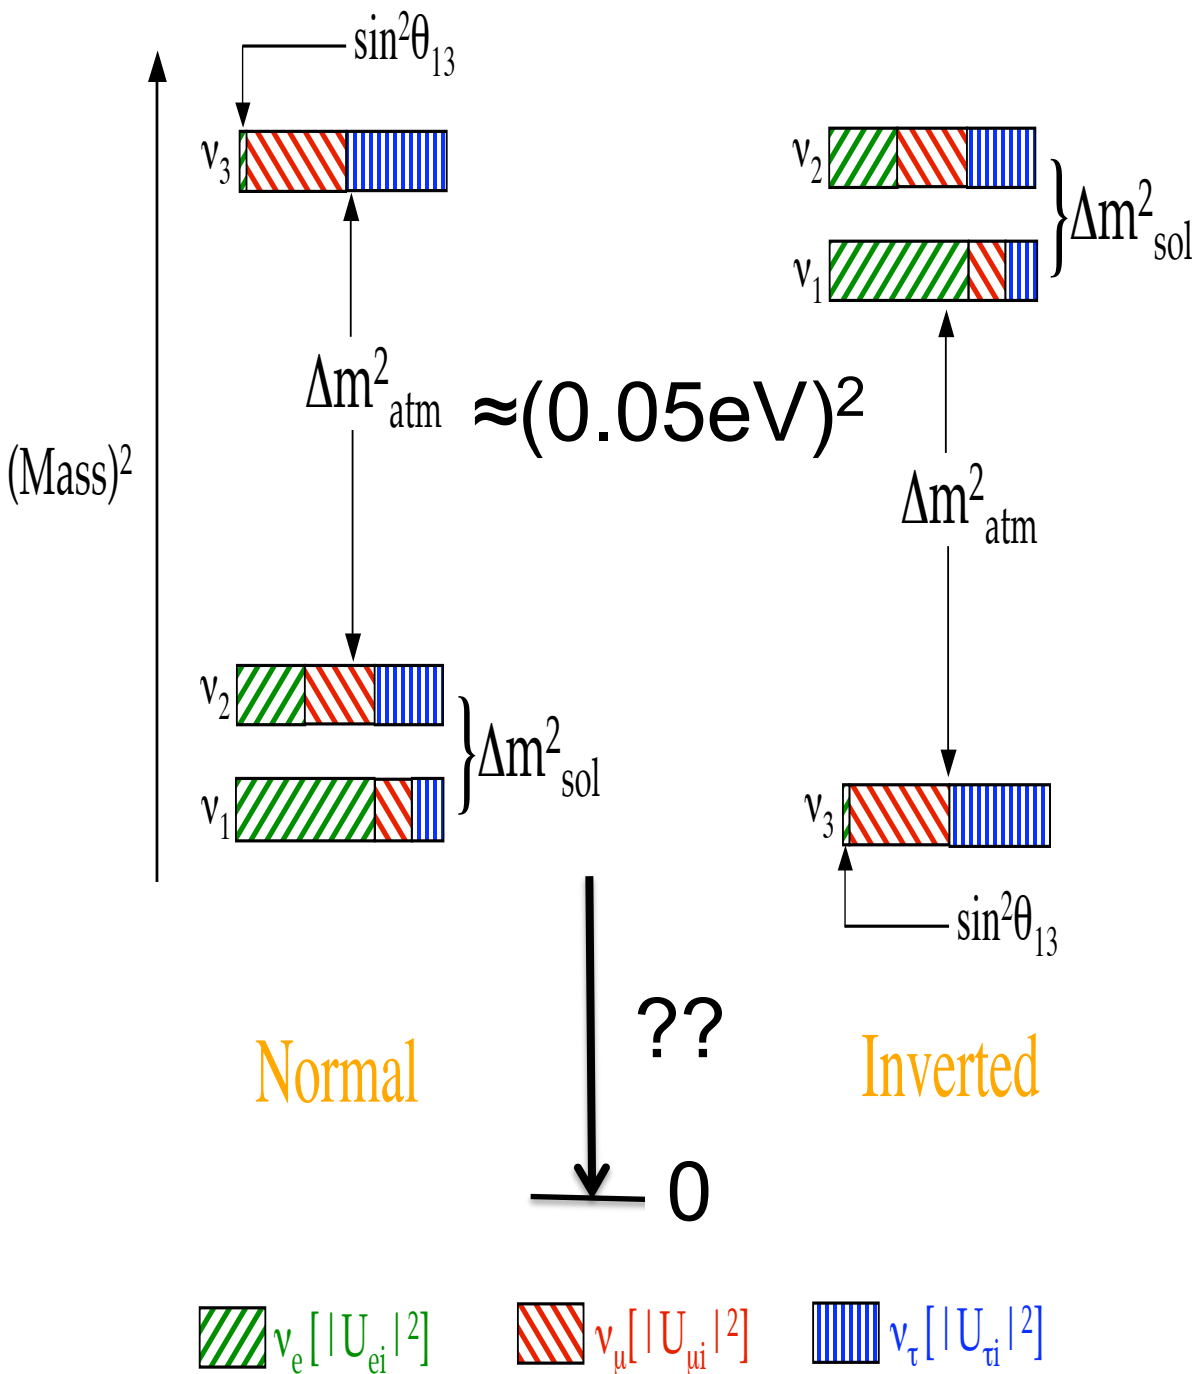 sin²θ₁₃
ν₃
ν₂
Δm²sol
ν₁
Δm²atm ≈(0.05eV)²
(Mass)²
Δm²atm
ν₂
Δm²sol
ν₁
ν₃
sin²θ₁₃
??
Normal
Inverted
0
νe[|Uei|²] νμ[|Uμi|²] ντ[|Uτi|²]